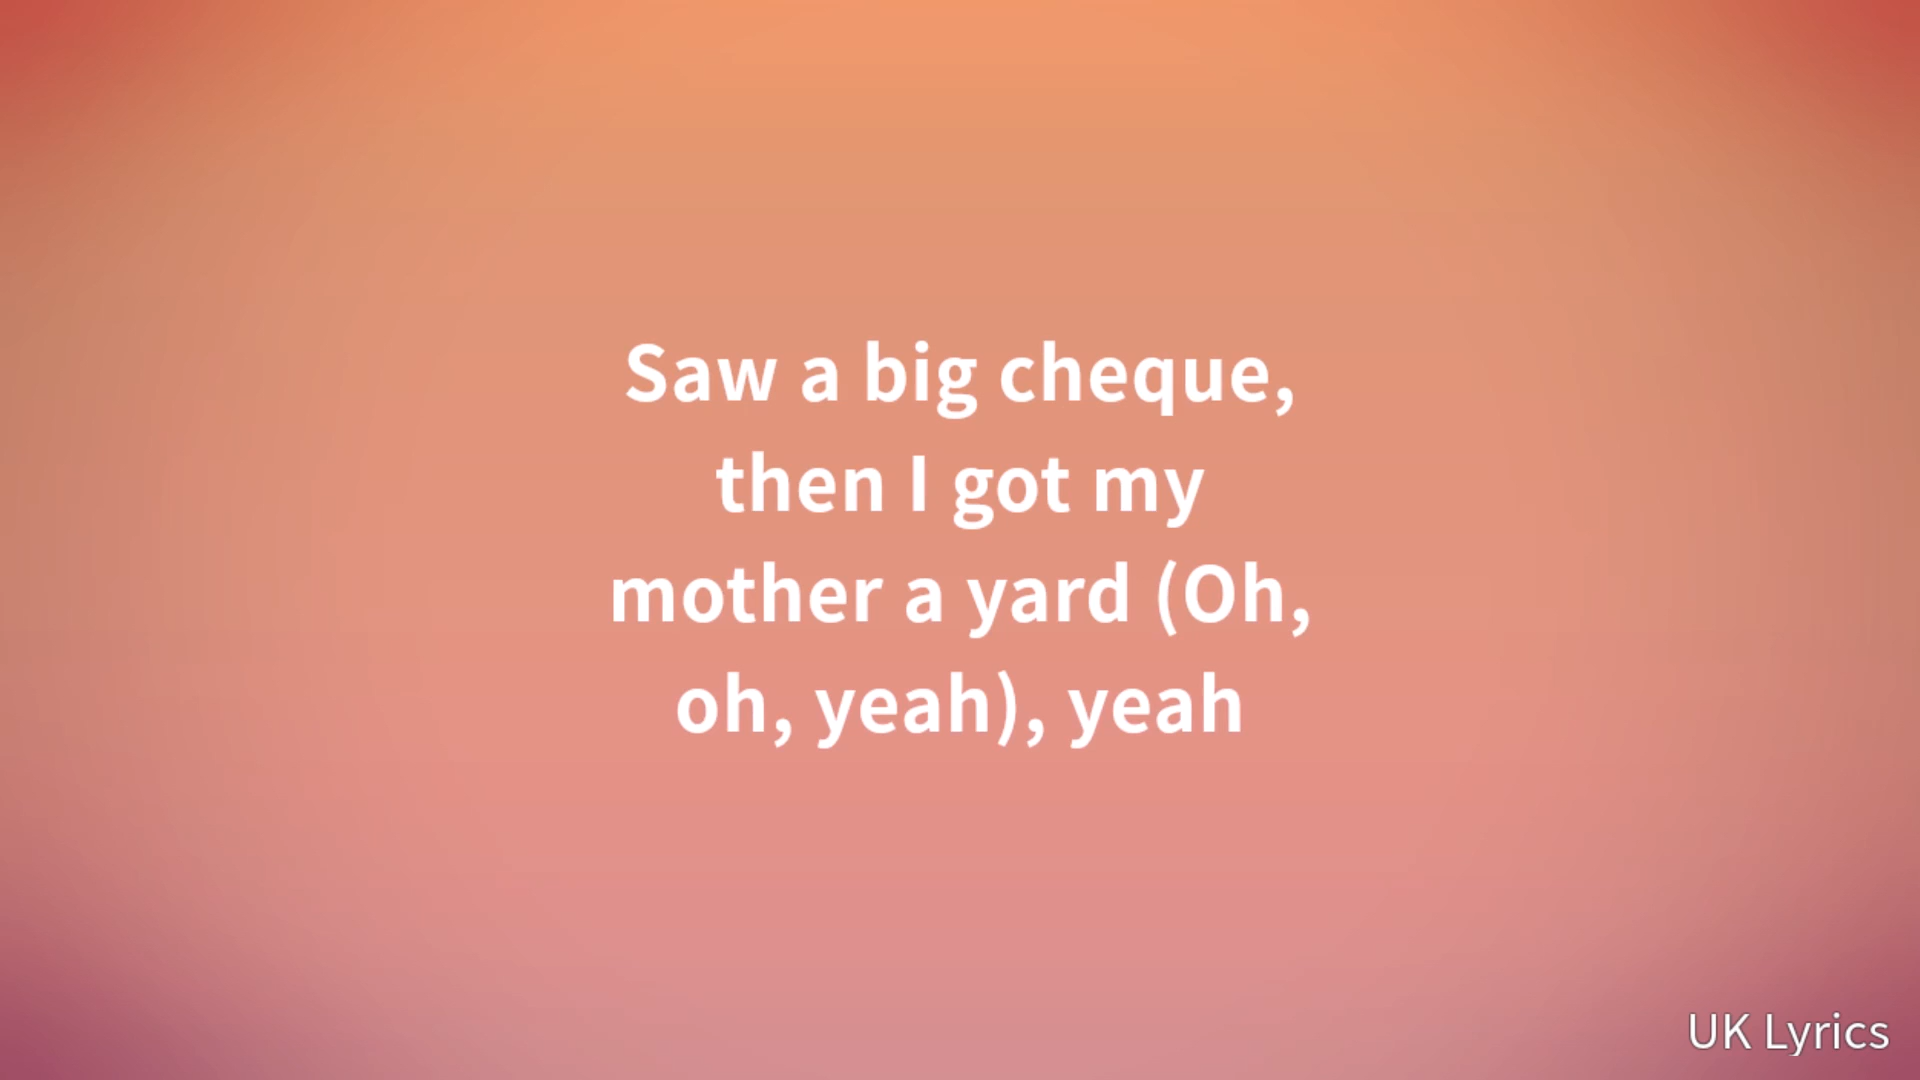 Saw a big cheque,
then I got my
mother a yard (Oh,
oh, yeah), yeah
UK Lyrics